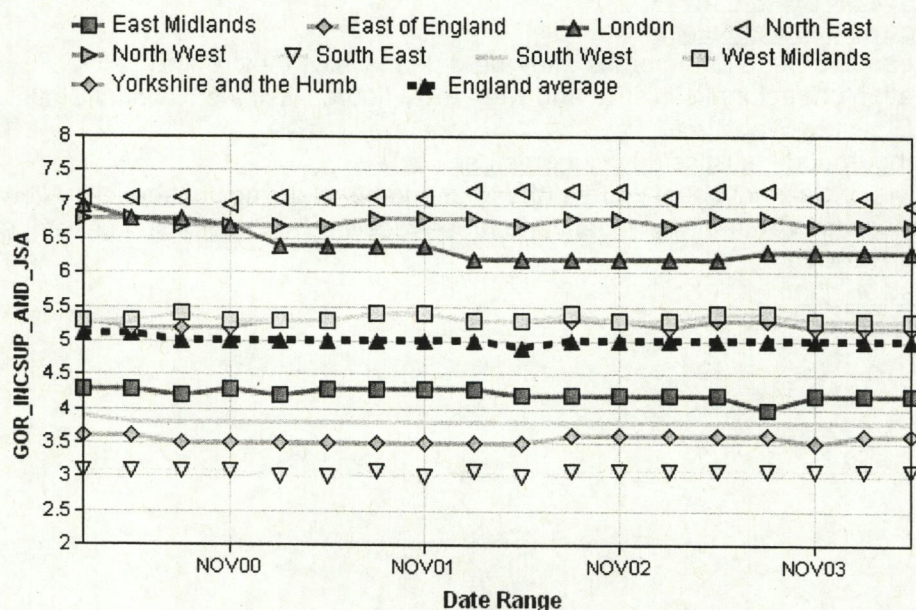 East Midlands East of England London North East
North West South East South West West Midlands
Yorkshire and the Humb England average
8
7.5
7
6.5
6
5.5
5
4.5
4
3.5
3
2.5
2
GOR_INCSUP_AND_JSA
NOV00 NOV01 NOV02 NOV03
Date Range